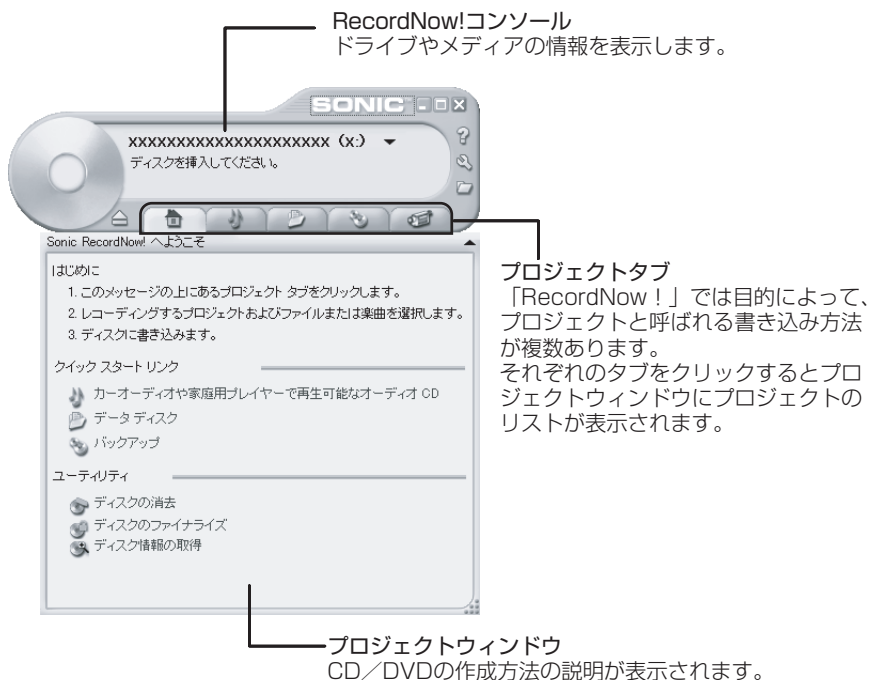 RecordNow!コンソール
ドライブやメディアの情報を表示します。
SONIC
xxxxxxxxxxxxxxxxxxxxx (x:)
ディスクを挿入してください。
Sonic RecordNow! へようこそ
はじめに
1. このメッセージの上にあるプロジェクト タブをクリックします。
2. レコーディングするプロジェクトおよびファイルまたは楽曲を選択します。
3. ディスクに書き込みます。
クイック スタート リンク
カーオーディオや家庭用プレイヤーで再生可能なオーディオ CD
データ ディスク
バックアップ
ユーティリティ
ディスクの消去
ディスクのファイナライズ
ディスク情報の取得
プロジェクトタブ
「RecordNow！」では目的によって、
プロジェクトと呼ばれる書き込み方法
が複数あります。
それぞれのタブをクリックするとプロ
ジェクトウィンドウにプロジェクトの
リストが表示されます。
プロジェクトウィンドウ
CD／DVDの作成方法の説明が表示されます。